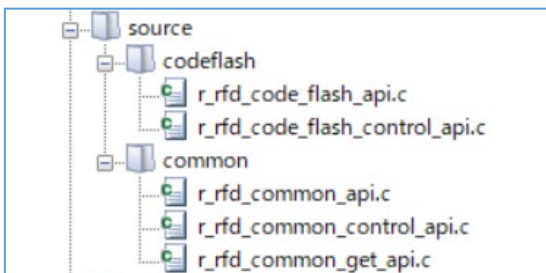 source
codeflash
r_rfd_code_flash_api.c
r_rfd_code_flash_control_api.c
common
r_rfd_common_api.c
r_rfd_common_control_api.c
r_rfd_common_get_api.c